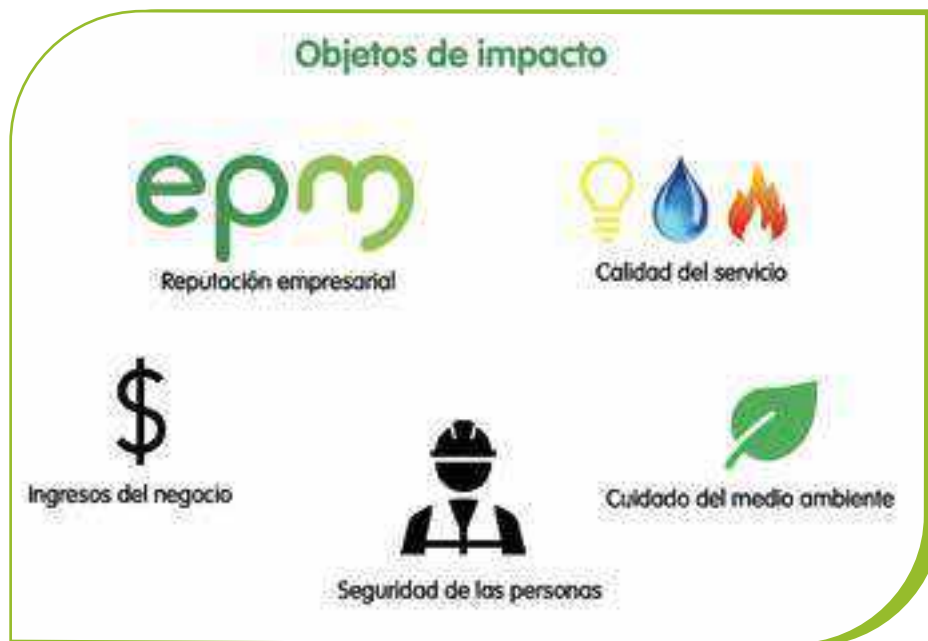 Objetos de impacto
epm
Reputación empresarial
Calidad del servicio
$
Ingresos del negocio
Cuidado del medio ambiente
Seguridad de las personas